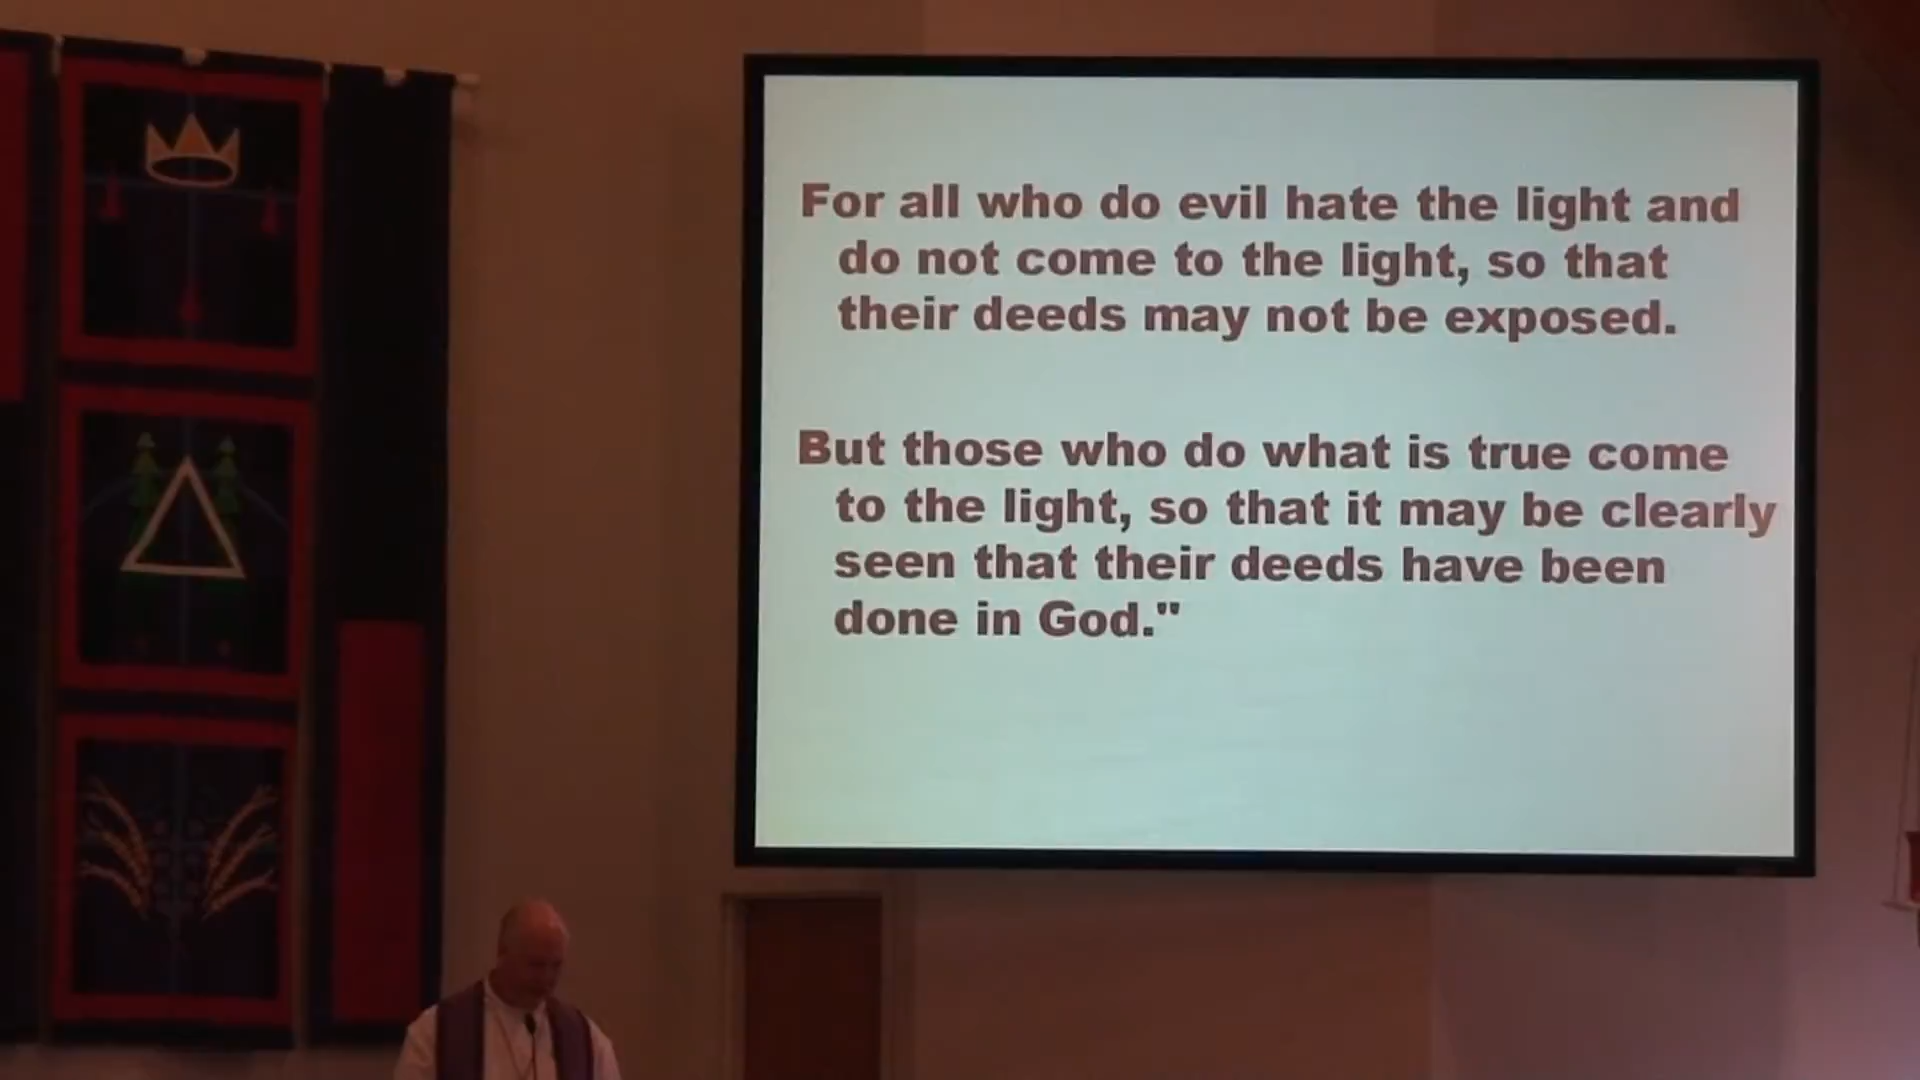 For all who do evil hate the light and
do not come to the light, so that
their deeds may not be exposed.
But those who do what is true come
to the light, so that it may be clearly
seen that their deeds have been
done in God."